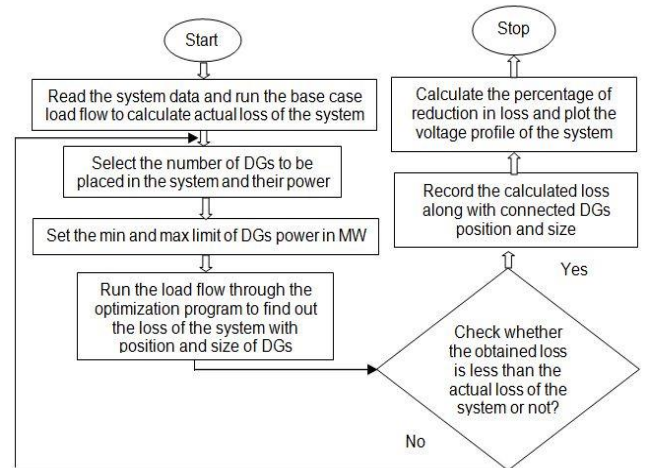 Start
Read the system data and run the base case
load flow to calculate actual loss of the system
Select the number of DGs to be
placed in the system and their power
Set the min and max limit of DGs power in MW
Run the load flow through the
optimization program to find out
the loss of the system with
position and size of DGs
Check whether
the obtained loss
is less than the
actual loss of the
system or not?
No
Yes
Record the calculated loss
along with connected DGs
position and size
Calculate the percentage of
reduction in loss and plot the
voltage profile of the system
Stop